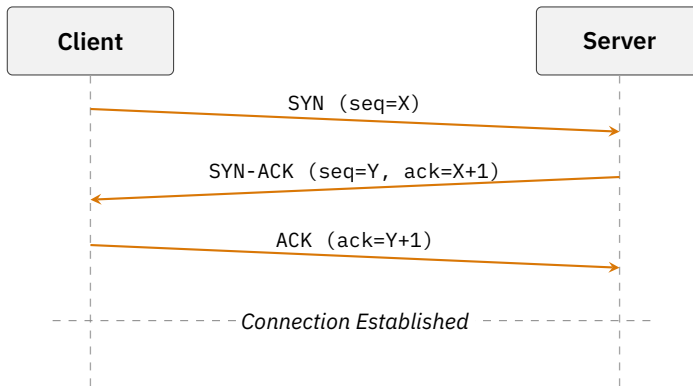 Client
Server
SYN (seq=X)
SYN-ACK (seq=Y, ack=X+1)
ACK (ack=Y+1)
Connection Established